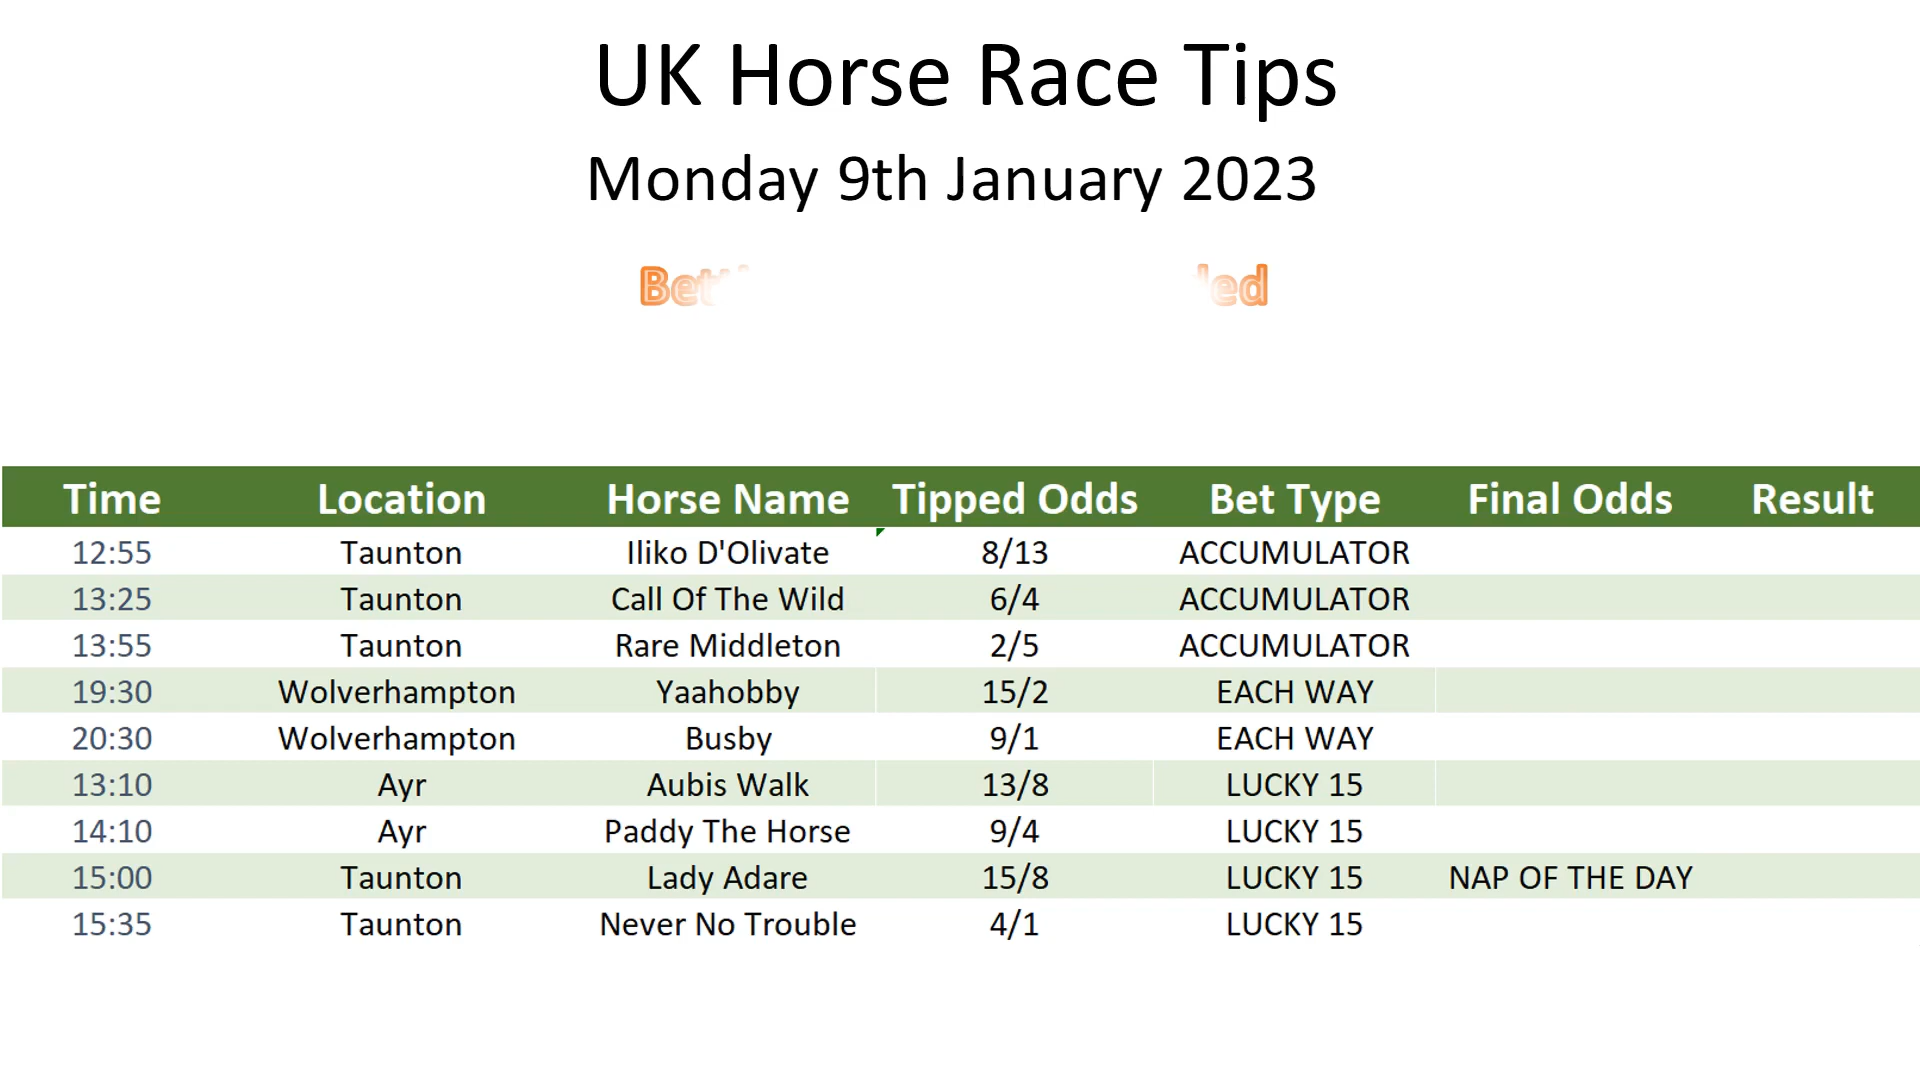 UK Horse Race Tips
Monday 9th January 2023
Time Location Horse Name Tipped Odds Bet Type Final Odds Result
12:55 Taunton Iliko D'Olivate 8/13 ACCUMULATOR
13:25 Taunton Call Of The Wild 6/4 ACCUMULATOR
13:55 Taunton Rare Middleton 2/5 ACCUMULATOR
19:30 Wolverhampton Yaahobby 15/2 EACH WAY
20:30 Wolverhampton Busby 9/1 EACH WAY
13:10 Ayr Aubis Walk 13/8 LUCKY 15
14:10 Ayr Paddy The Horse 9/4 LUCKY 15
15:00 Taunton Lady Adare 15/8 LUCKY 15 NAP OF THE DAY
15:35 Taunton Never No Trouble 4/1 LUCKY 15